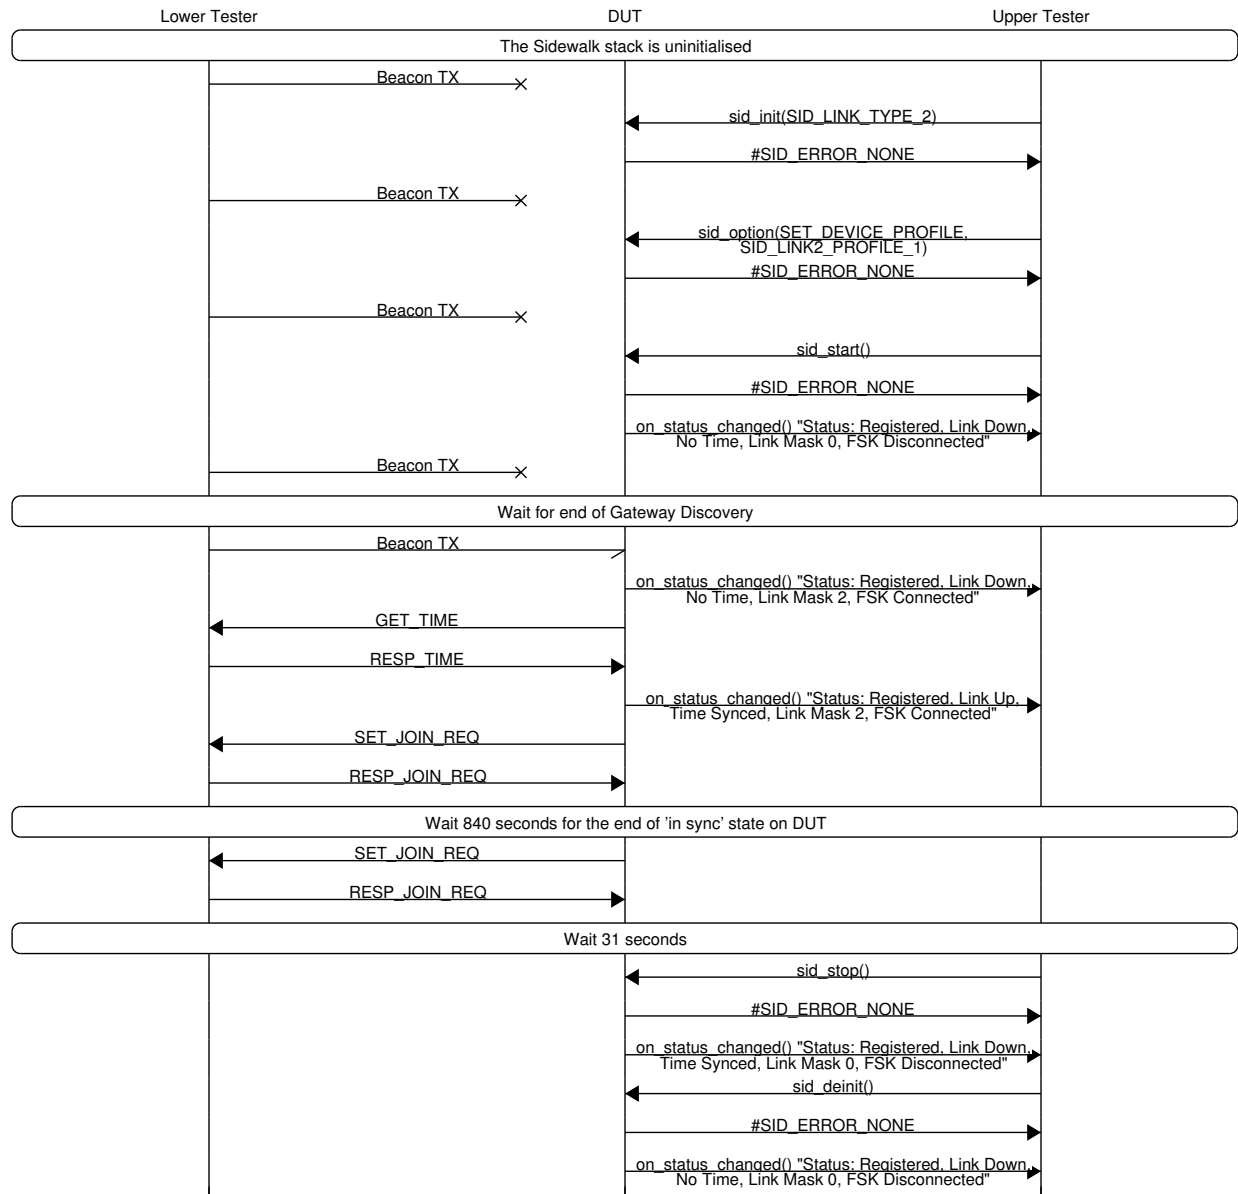 Lower Tester
DUT
Upper Tester
The Sidewalk stack is uninitialised
Beacon TX
sid_init(SID_LINK_TYPE_2)
#SID_ERROR_NONE
Beacon TX
sid_option(SET_DEVICE_PROFILE,
SID_LINK2_PROFILE_1)
#SID_ERROR_NONE
Beacon TX
sid_start()
#SID_ERROR_NONE
on_status_changed() "Status: Registered, Link Down,
No Time, Link Mask 0, FSK Disconnected"
Beacon TX
Wait for end of Gateway Discovery
Beacon TX
on_status_changed() "Status: Registered, Link Down,
No Time, Link Mask 2, FSK Connected"
GET_TIME
RESP_TIME
on_status_changed() "Status: Registered, Link Up,
Time Synced, Link Mask 2, FSK Connected"
SET_JOIN_REQ
RESP_JOIN_REQ
Wait 840 seconds for the end of 'in sync' state on DUT
SET_JOIN_REQ
RESP_JOIN_REQ
Wait 31 seconds
sid_stop()
#SID_ERROR_NONE
on_status_changed() "Status: Registered, Link Down,
Time Synced, Link Mask 0, FSK Disconnected"
sid_deinit()
#SID_ERROR_NONE
on_status_changed() "Status: Registered, Link Down,
No Time, Link Mask 0, FSK Disconnected"